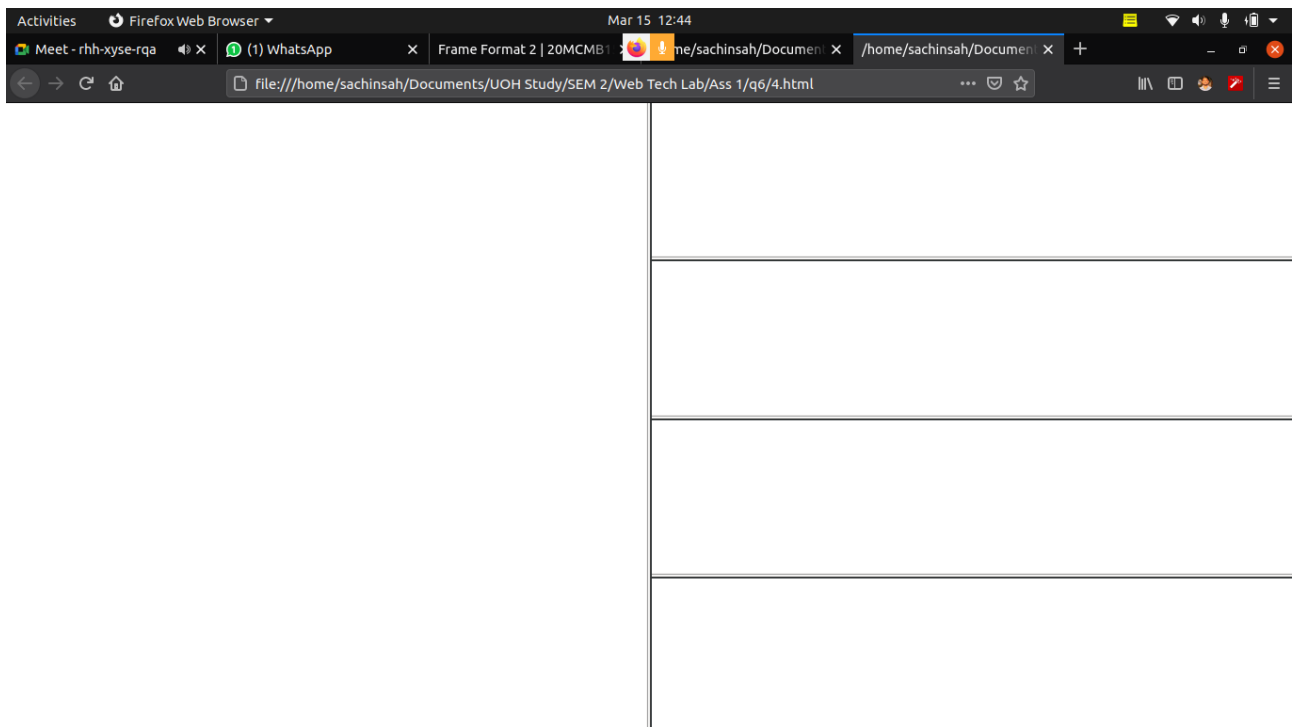 Activities Firefox Web Browser Mar 15 12:44
Meet - rhh-xyse-rqa (1) WhatsApp Frame Format 2 | 20MCMB1 me/sachinsah/Documen /home/sachinsah/Documen
file:///home/sachinsah/Documents/UOH Study/SEM 2/Web Tech Lab/Ass 1/q6/4.html